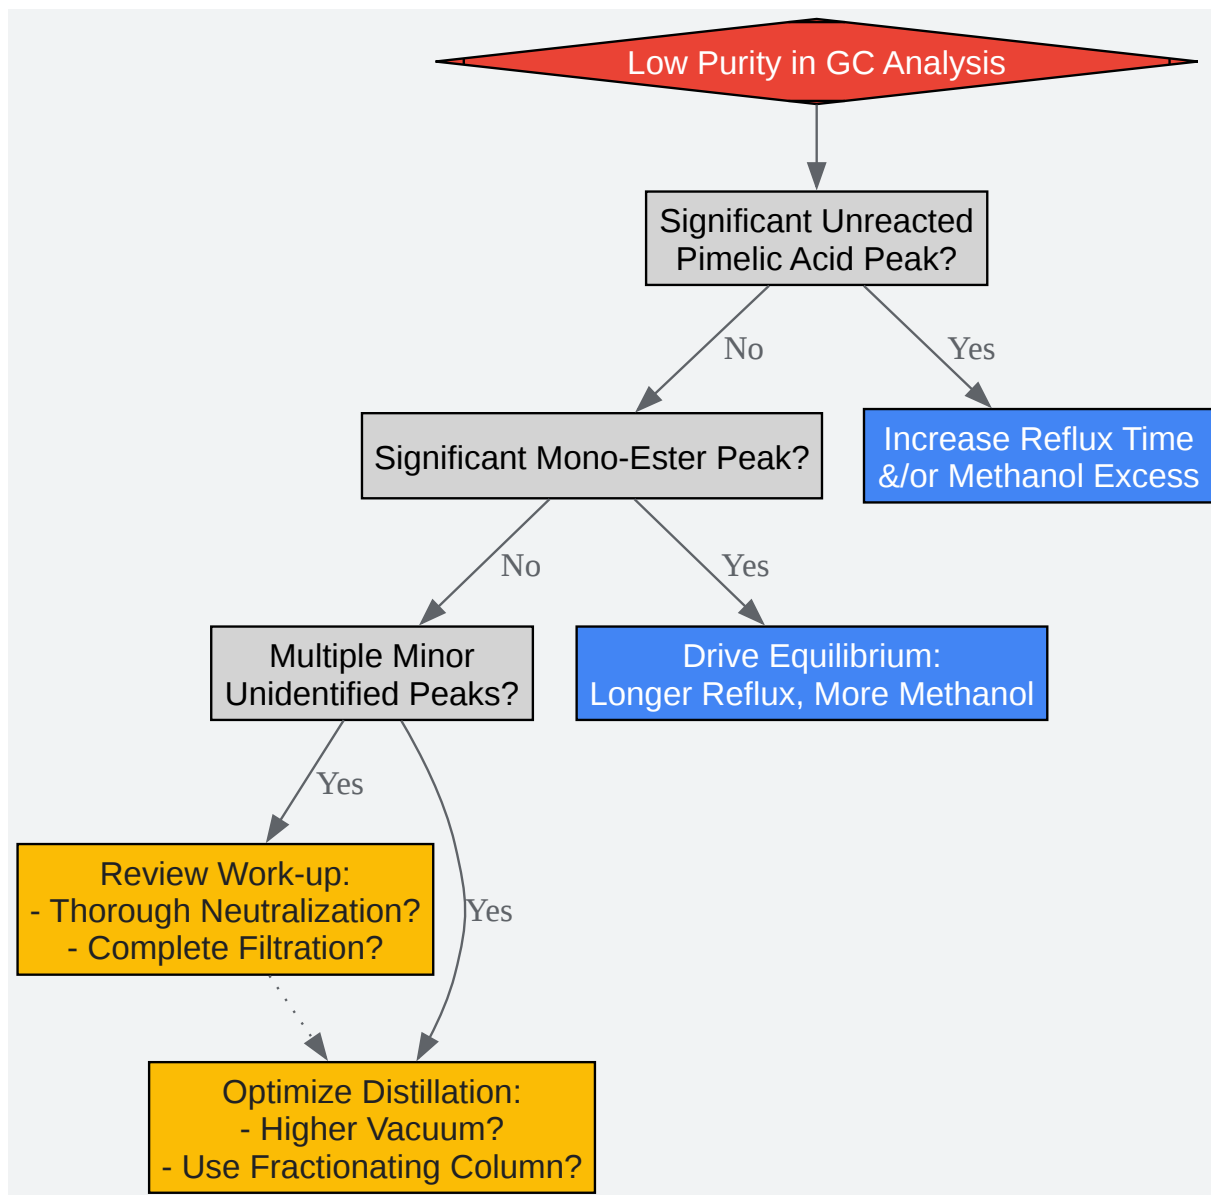 Low Purity in GC Analysis
Significant Unreacted
Pimelic Acid Peak?
No
Yes
Significant Mono-Ester Peak?
Increase Reflux Time
&/or Methanol Excess
No
Yes
Multiple Minor
Unidentified Peaks?
Drive Equilibrium:
Longer Reflux, More Methanol
Yes
Review Work-up:
- Thorough Neutralization?
- Complete Filtration?
Yes
Optimize Distillation:
- Higher Vacuum?
- Use Fractionating Column?